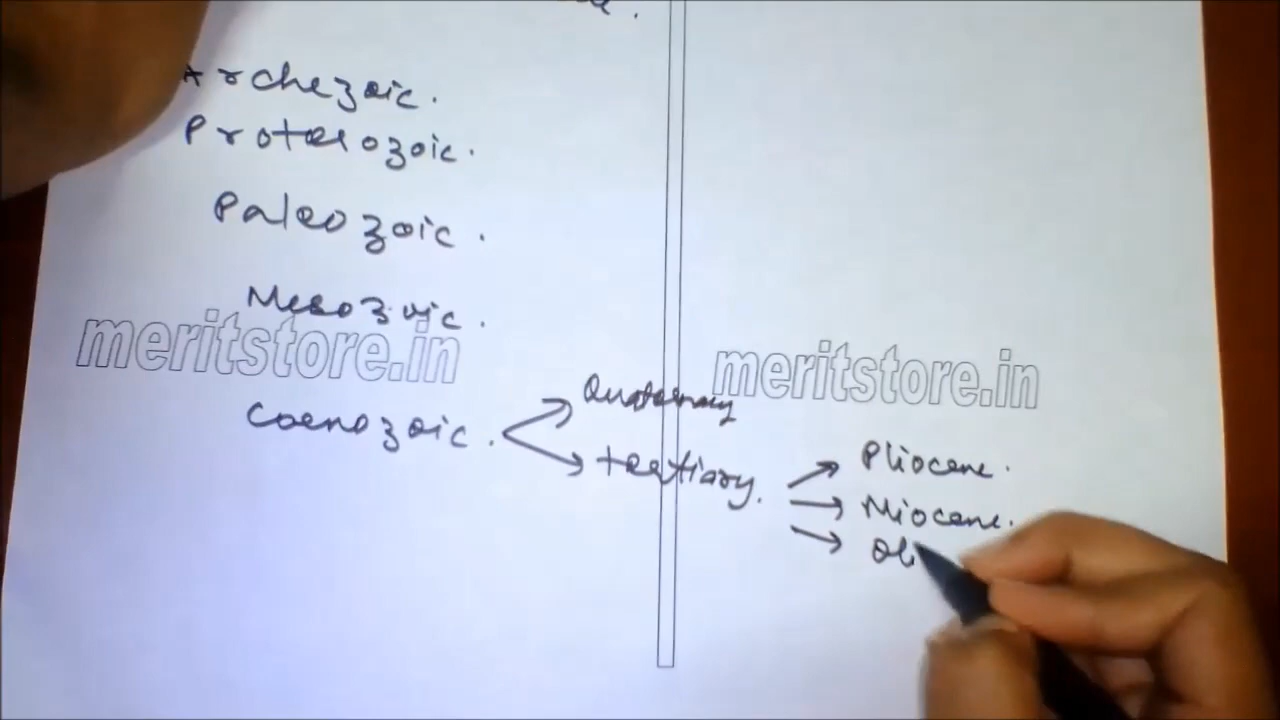 Archezoic.
Proterozoic.
Paleozoic.
Mesozoic.
meritstore.in
meritstore.in
Coenozoic.
Quaternary
tertiary.
Pliocene.
Miocene.
Ol